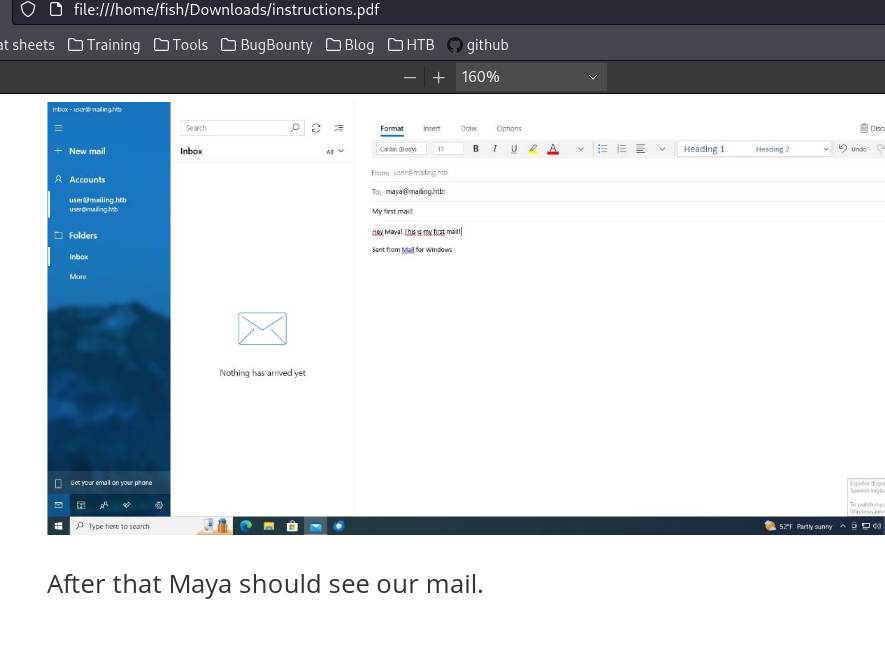 file:///home/fish/Downloads/instructions.pdf
at sheets Training Tools BugBounty Blog HTB github
160%
Inbox - user@mailing.htb
New mail
Accounts
user@mailing.htb
user@mailing.htb
Folders
Inbox
More
Get your email on your phone
Search
Inbox All
Nothing has arrived yet
Format Insert Draw Options
Calibri (Body) 11 B I U A Heading 1 Heading 2 Undo
From: user@mailing.htb
To: maya@mailing.htb;
My first mail!
Hey Maya! This is my first mail!
Sent from Mail for Windows
Type here to search
52°F Partly sunny
After that Maya should see our mail.